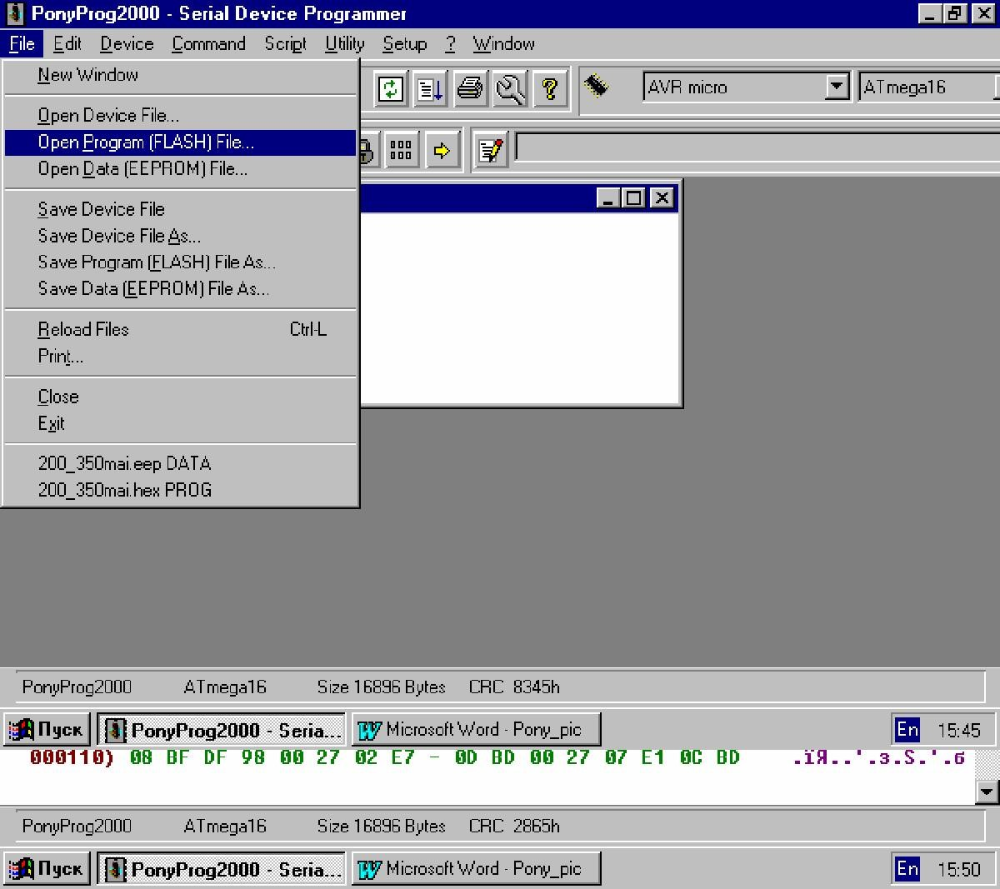 PonyProg2000 - Serial Device Programmer
File Edit Device Command Script Utility Setup ? Window
New Window
AVR micro ATmega16
Open Device File...
Open Program (FLASH) File...
Open Data (EEPROM) File...
Save Device File
Save Device File As...
Save Program (FLASH) File As...
Save Data (EEPROM) File As...
Reload Files Ctrl-L
Print...
Close
Exit
200_350mai.eep DATA
200_350mai.hex PROG
PonyProg2000 ATmega16 Size 16896 Bytes CRC 8345h
Пуск PonyProg2000 - Seria... Microsoft Word - Pony_pic En 15:45
000110) 08 BF DF 98 00 27 02 E7 - 0D BD 00 27 07 E1 0C BD .їЯ..'.з.Ѕ.'.б
PonyProg2000 ATmega16 Size 16896 Bytes CRC 2865h
Пуск PonyProg2000 - Seria... Microsoft Word - Pony_pic En 15:50